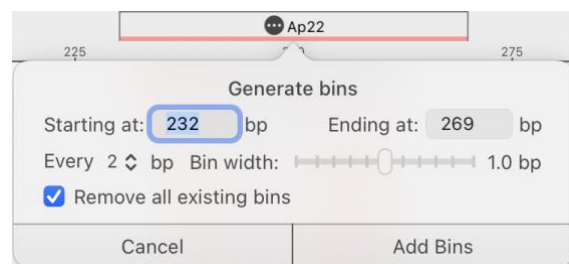 Ap22
225 275
Generate bins
Starting at: 232 bp Ending at: 269 bp
Every 2 bp Bin width: 1.0 bp
Remove all existing bins
Cancel Add Bins